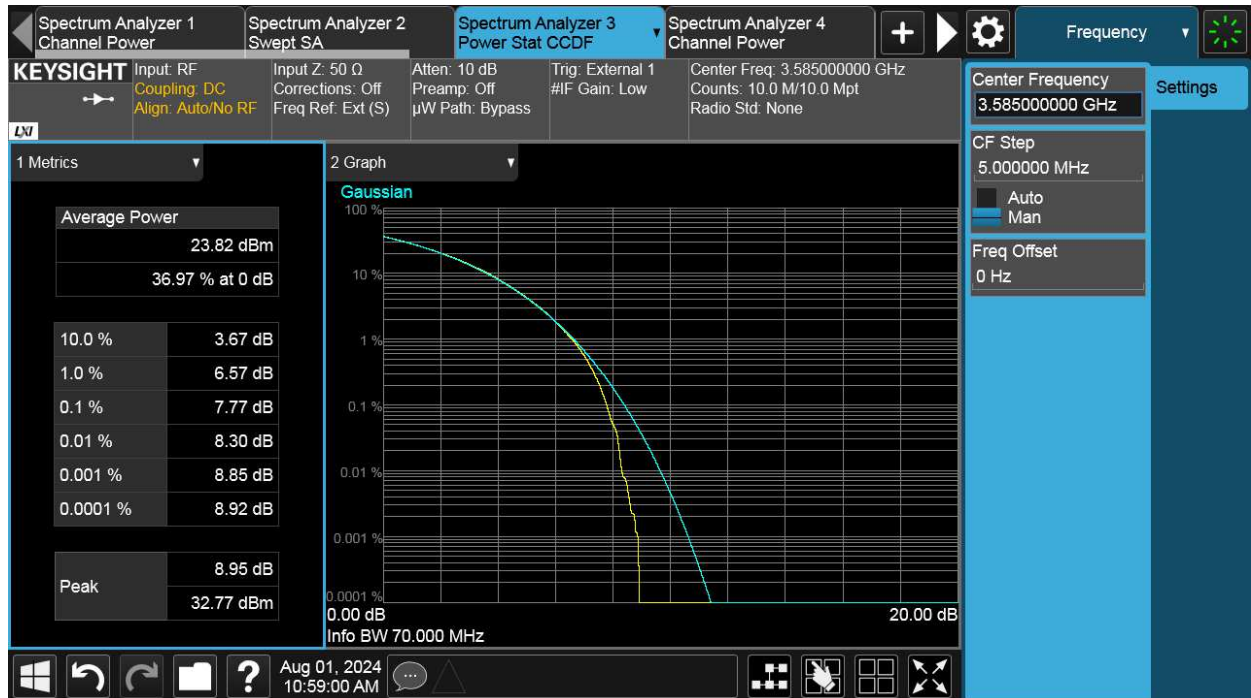 Spectrum Analyzer 1
Channel Power
Spectrum Analyzer 2
Swept SA
Spectrum Analyzer 3
Power Stat CCDF
Spectrum Analyzer 4
Channel Power
Frequency
KEYSIGHT
LXI
Input: RF
Coupling: DC
Align: Auto/No RF
Input Z: 50 Ω
Corrections: Off
Freq Ref: Ext (S)
Atten: 10 dB
Preamp: Off
µW Path: Bypass
Trig: External 1
#IF Gain: Low
Center Freq: 3.585000000 GHz
Counts: 10.0 M/10.0 Mpt
Radio Std: None
Center Frequency
3.585000000 GHz
Settings
CF Step
5.000000 MHz
Auto
Man
Freq Offset
0 Hz
1 Metrics
Average Power
23.82 dBm
36.97 % at 0 dB
10.0 % 3.67 dB
1.0 % 6.57 dB
0.1 % 7.77 dB
0.01 % 8.30 dB
0.001 % 8.85 dB
0.0001 % 8.92 dB
Peak
8.95 dB
32.77 dBm
2 Graph
Gaussian
100 %
10 %
1 %
0.1 %
0.01 %
0.001 %
0.0001 %
0.00 dB 20.00 dB
Info BW 70.000 MHz
Aug 01, 2024
10:59:00 AM